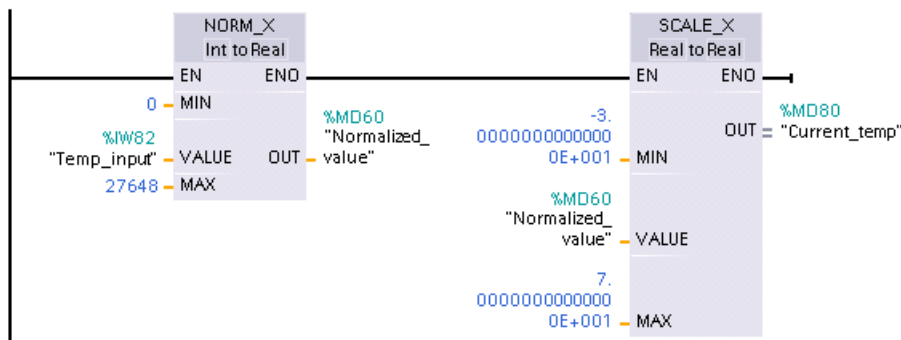 NORM_X
Int to Real
EN ENO
0 MIN
%IW82
"Temp_input" VALUE
27648 MAX
OUT
%MD60
"Normalized_
value"
SCALE_X
Real to Real
EN ENO
-3.
0000000000000
0E+001 MIN
%MD60
"Normalized_
value" VALUE
7.
0000000000000
0E+001 MAX
OUT
%MD80
"Current_temp"